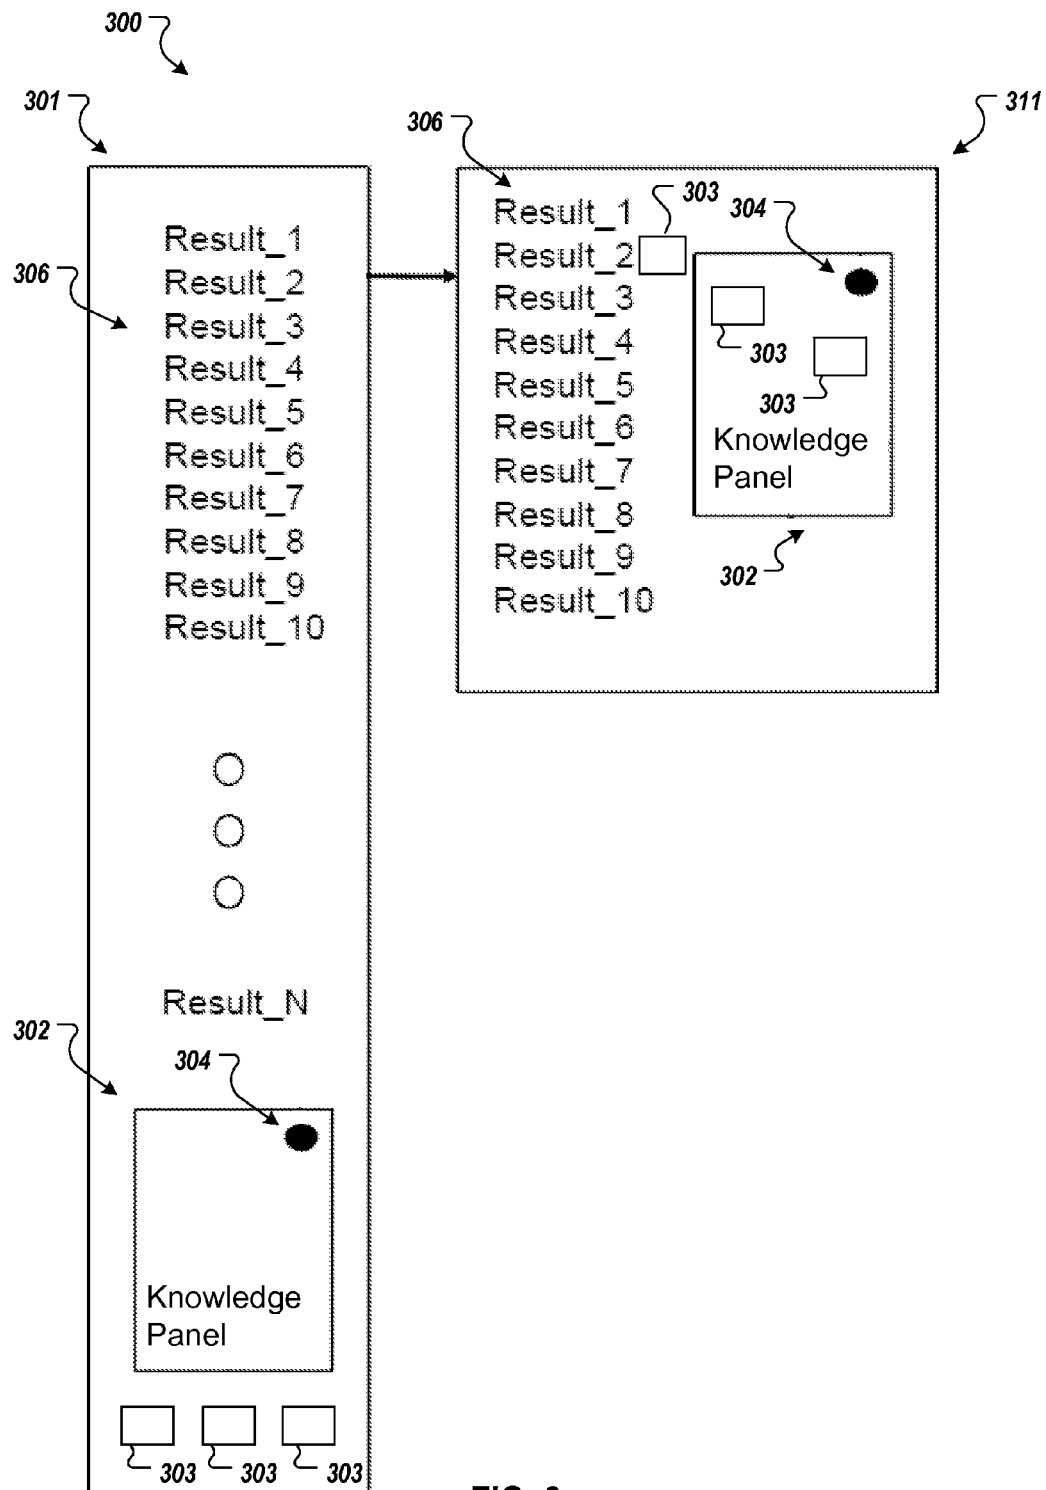 300
301
306
Result_1
Result_2
Result_3
Result_4
Result_5
Result_6
Result_7
Result_8
Result_9
Result_10
Result_N
302
304
Knowledge
Panel
303
303
303
311
306
Result_1
Result_2
Result_3
Result_4
Result_5
Result_6
Result_7
Result_8
Result_9
Result_10
303
304
303
303
Knowledge
Panel
302